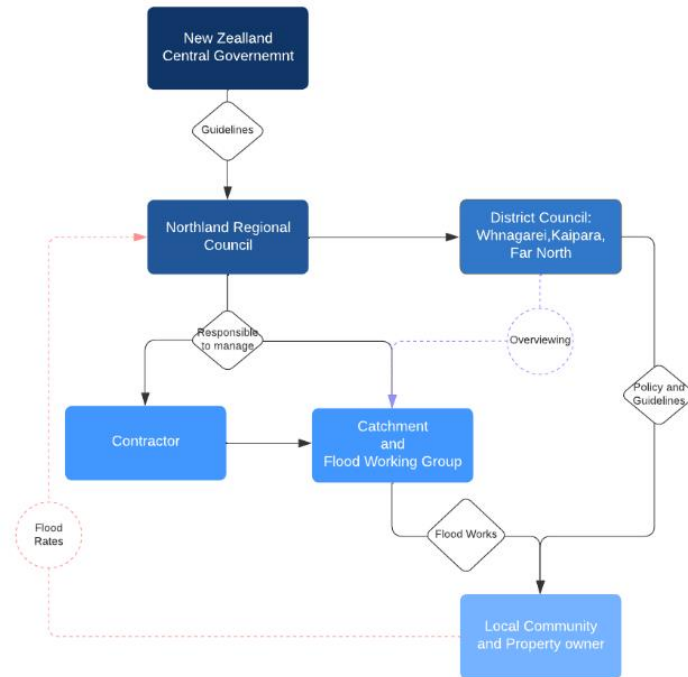 New Zealand
Central Governemnt
Guidelines
Northland Regional
Council
District Council:
Whnagarei,Kaipara,
Far North
Responsible
to manage
Overviewing
Policy and
Guidelines
Contractor
Catchment
and
Flood Working Group
Flood
Rates
Flood Works
Local Community
and Property owner